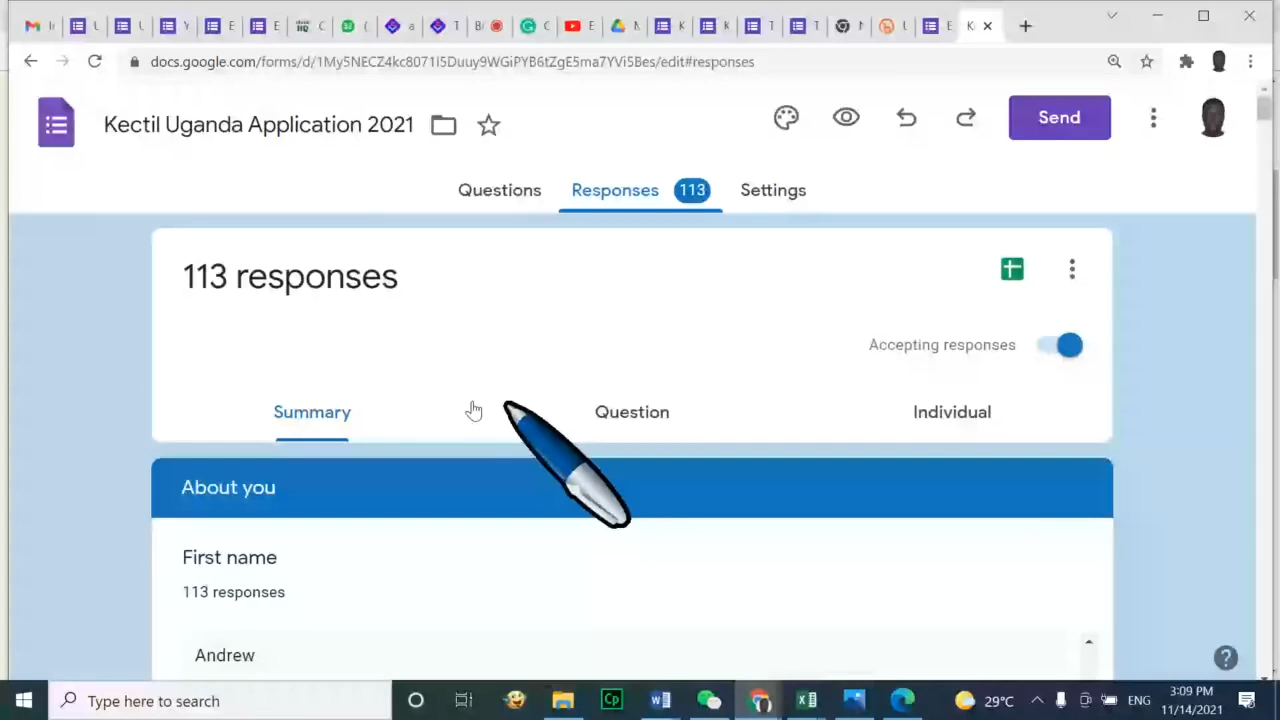 docs.google.com/forms/d/1My5NECZ4kc8071i5Duuy9WGiPYB6tZgE5ma7YVi5Bes/edit#responses
Kectil Uganda Application 2021
Send
Questions
Responses 113
Settings
113 responses
Accepting responses
Summary
Question
Individual
About you
First name
113 responses
Andrew
Type here to search
29°C
ENG
3:09 PM
11/14/2021